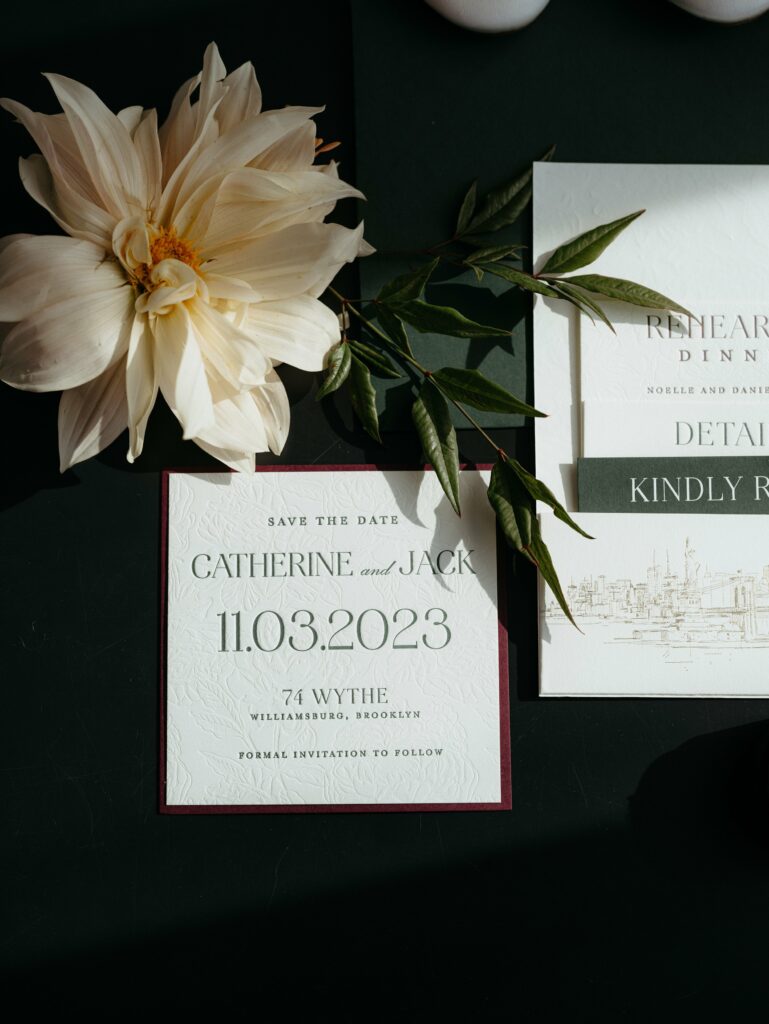 SAVE THE DATE
CATHERINE and JACK
11.03.2023
74 WYTHE
WILLIAMSBURG, BROOKLYN
FORMAL INVITATION TO FOLLOW
REHEAR
DINN
NOELLE AND DANIE
DETAI
KINDLY R